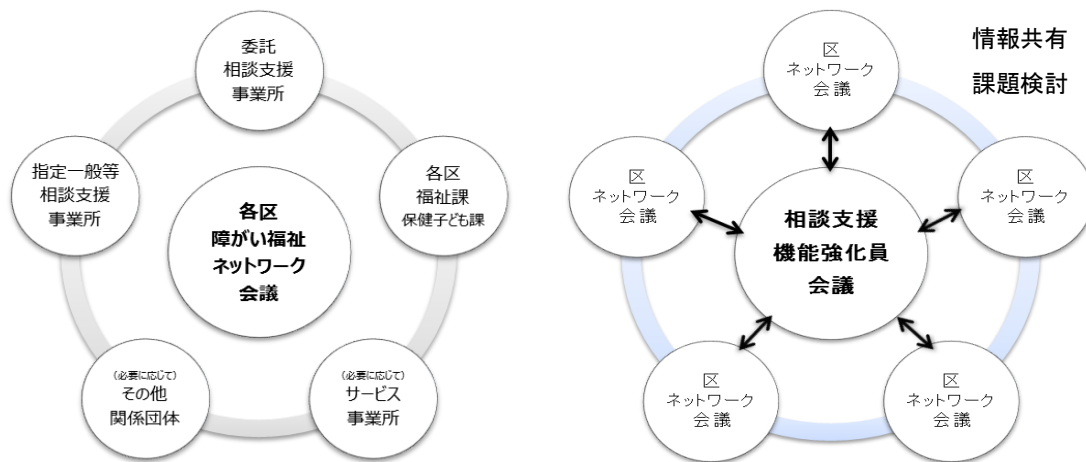 委託
相談支援
事業所
指定一般等
相談支援
事業所
各区
福祉課
保健子ども課
各区
障がい福祉
ネットワーク
会議
(必要に応じて)
その他
関係団体
(必要に応じて)
サービス
事業所
情報共有
課題検討
区
ネットワーク
会議
区
ネットワーク
会議
区
ネットワーク
会議
相談支援
機能強化員
会議
区
ネットワーク
会議
区
ネットワーク
会議